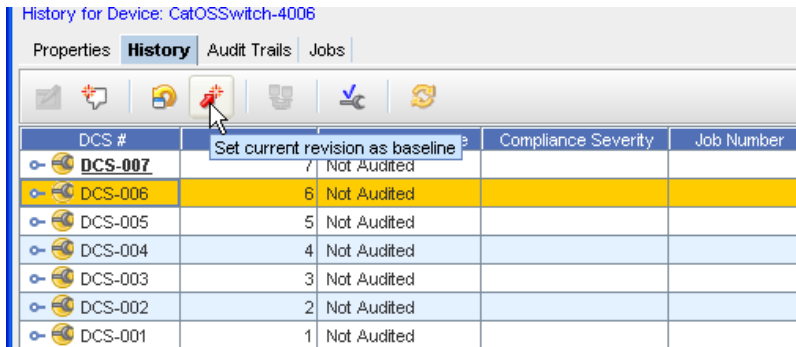 History for Device: CatOSSwitch-4006
Properties History Audit Trails Jobs
DCS # e Compliance Severity Job Number
Set current revision as baseline
DCS-007 7 Not Audited
DCS-006 6 Not Audited
DCS-005 5 Not Audited
DCS-004 4 Not Audited
DCS-003 3 Not Audited
DCS-002 2 Not Audited
DCS-001 1 Not Audited